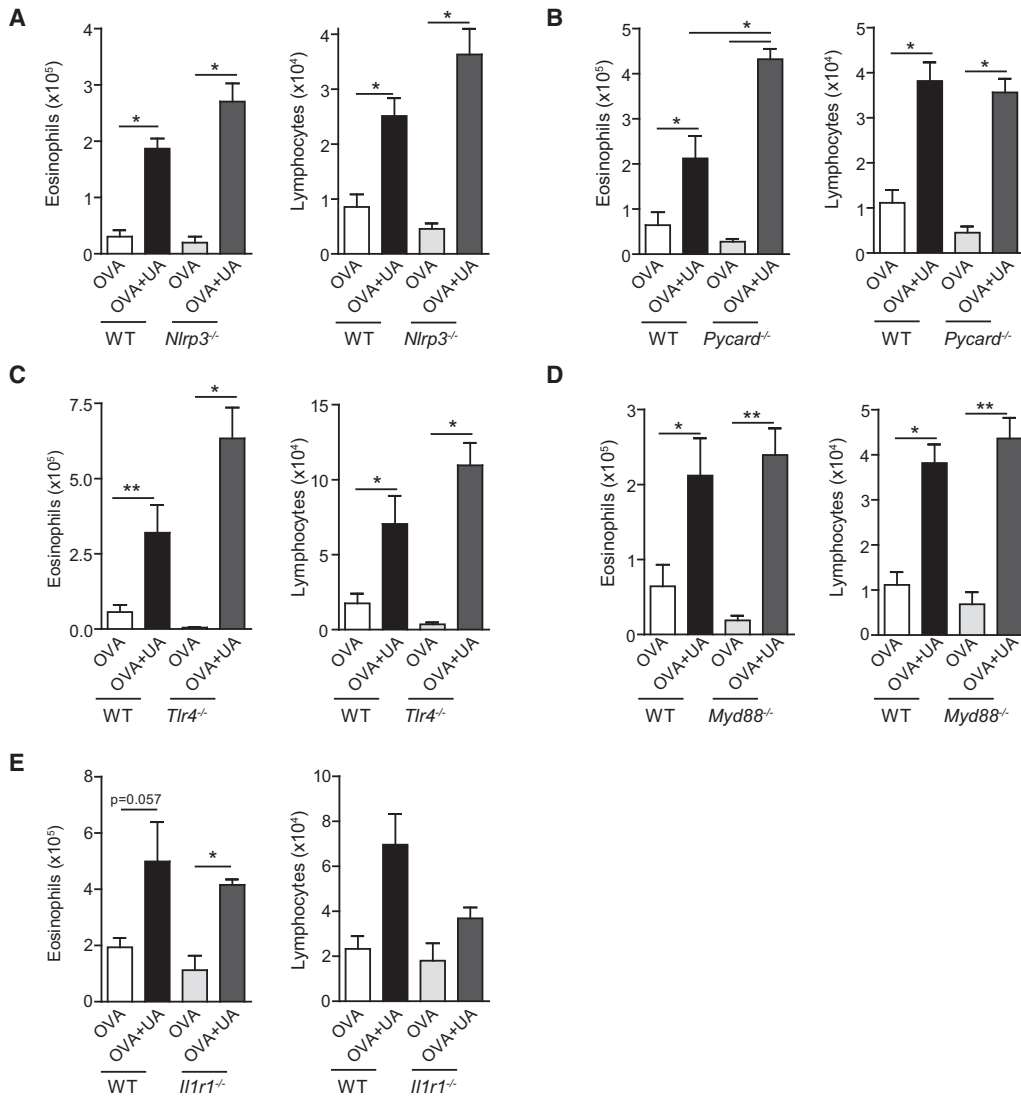 A
Eosinophils (x10⁵)
4
3
2
1
0
*
*
OVA
OVA+UA
OVA
OVA+UA
WT
Nlrp3-/-
Lymphocytes (x10⁴)
4
3
2
1
0
*
*
OVA
OVA+UA
OVA
OVA+UA
WT
Nlrp3-/-
B
Eosinophils (x10⁵)
5
4
3
2
1
0
*
*
OVA
OVA+UA
OVA
OVA+UA
WT
Pycard-/-
Lymphocytes (x10⁴)
5
4
3
2
1
0
*
*
OVA
OVA+UA
OVA
OVA+UA
WT
Pycard-/-
C
Eosinophils (x10⁵)
7.5
5.0
2.5
0.0
**
*
OVA
OVA+UA
OVA
OVA+UA
WT
Tlr4-/-
Lymphocytes (x10⁴)
15
10
5
0
*
*
OVA
OVA+UA
OVA
OVA+UA
WT
Tlr4-/-
D
Eosinophils (x10⁵)
3
2
1
0
*
**
OVA
OVA+UA
OVA
OVA+UA
WT
Myd88-/-
Lymphocytes (x10⁴)
5
4
3
2
1
0
*
**
OVA
OVA+UA
OVA
OVA+UA
WT
Myd88-/-
E
Eosinophils (x10⁵)
8
6
4
2
0
p=0.057
*
OVA
OVA+UA
OVA
OVA+UA
WT
Il1r1-/-
Lymphocytes (x10⁴)
10
8
6
4
2
0
OVA
OVA+UA
OVA
OVA+UA
WT
Il1r1-/-